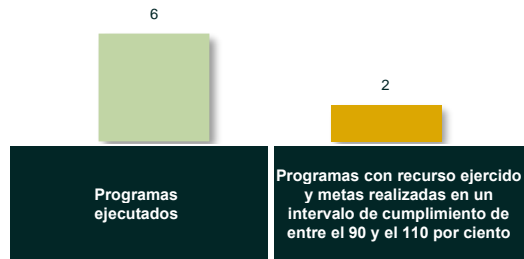 6
2
Programas
ejecutados
Programas con recurso ejercido
y metas realizadas en un
intervalo de cumplimiento de
entre el 90 y el 110 por ciento